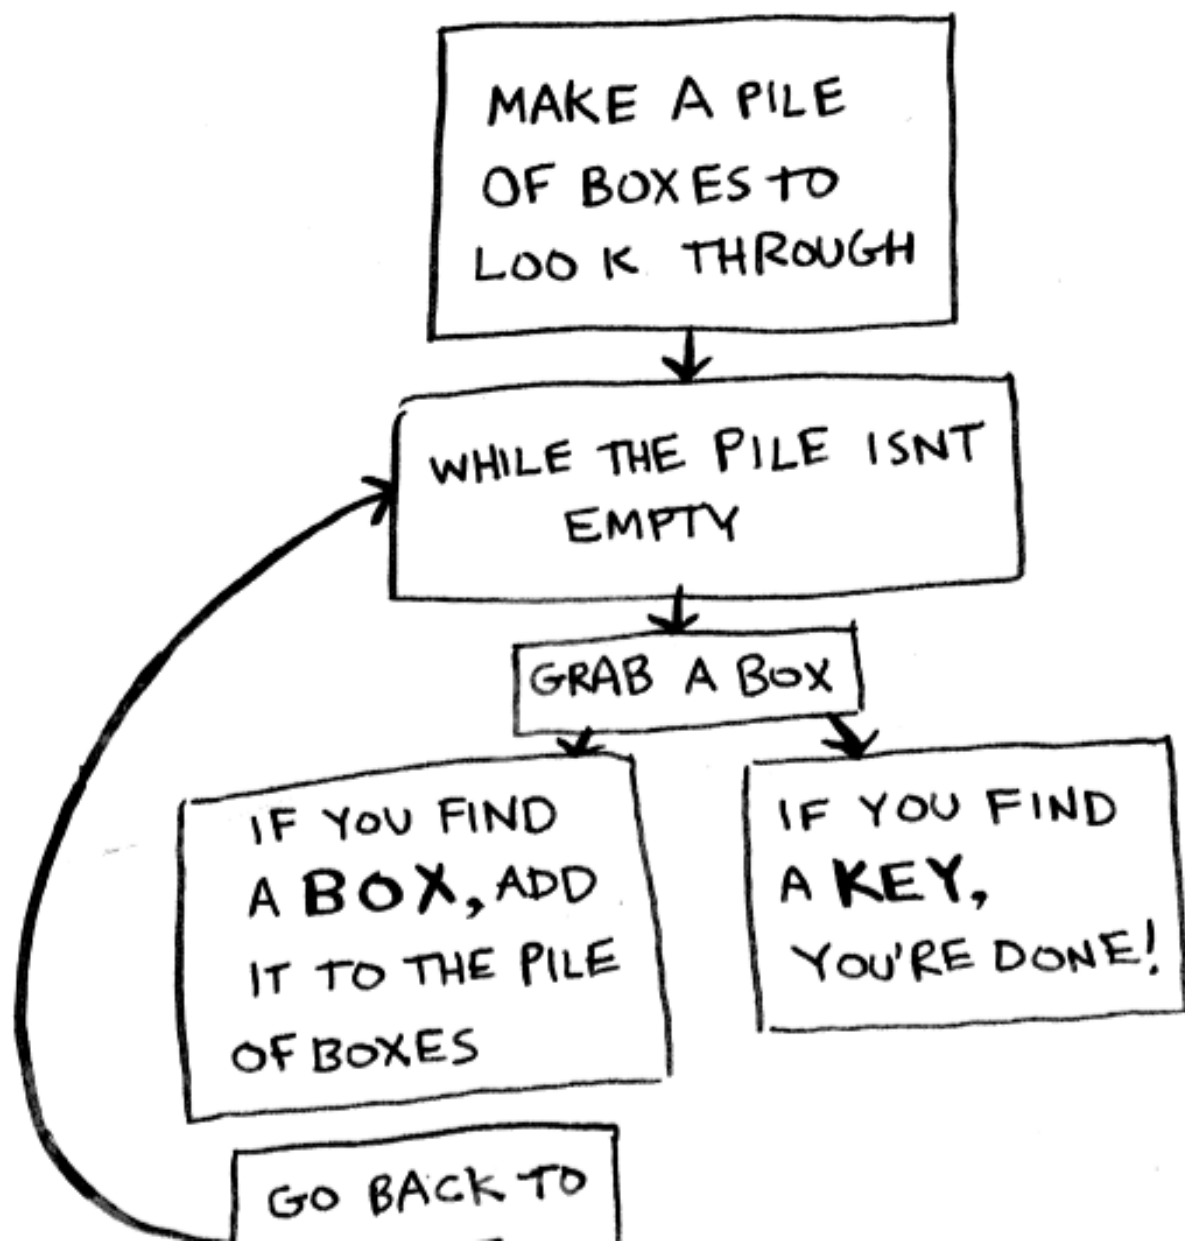 MAKE A PILE
OF BOXES TO
LOOK THROUGH
WHILE THE PILE ISNT
EMPTY
GRAB A BOX
IF YOU FIND
A BOX, ADD
IT TO THE PILE
OF BOXES
IF YOU FIND
A KEY,
YOU'RE DONE!
GO BACK TO